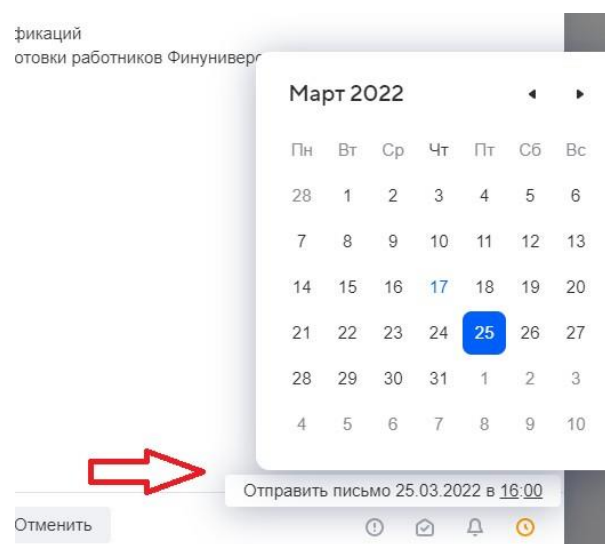 фикаций
отовки работников Финунивер
Март 2022
Пн Вт Ср Чт Пт Сб Вс
28 1 2 3 4 5 6
7 8 9 10 11 12 13
14 15 16 17 18 19 20
21 22 23 24 25 26 27
28 29 30 31 1 2 3
4 5 6 7 8 9 10
Отправить письмо 25.03.2022 в 16:00
Отменить